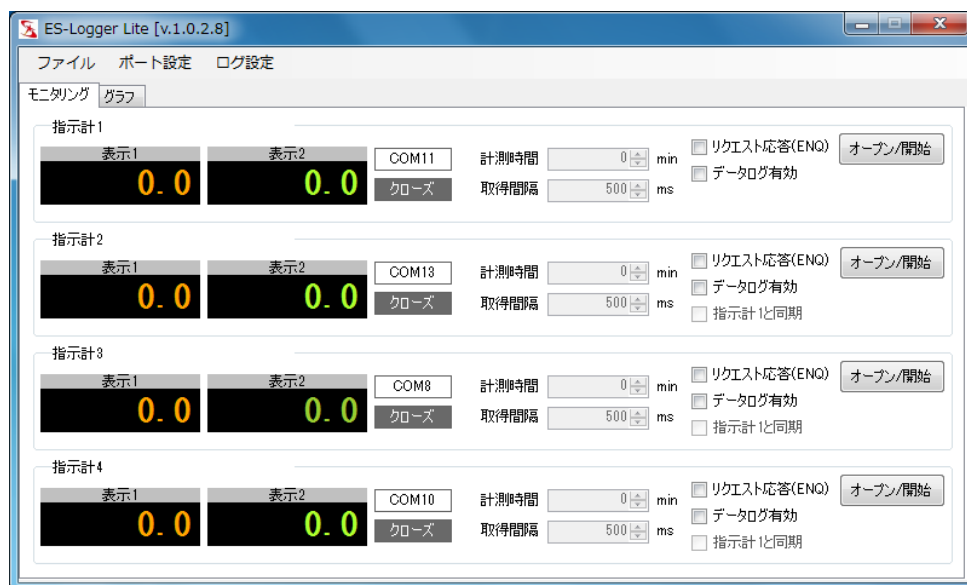 ES-Logger Lite [v.1.0.2.8]
ファイル ポート設定 ログ設定
モニタリング グラフ
指示計1
表示1 表示2
0.0 0.0
COM11
クローズ
計測時間 0 min
取得間隔 500 ms
リクエスト応答(ENQ)
データログ有効
オープン/開始
指示計2
表示1 表示2
0.0 0.0
COM13
クローズ
計測時間 0 min
取得間隔 500 ms
リクエスト応答(ENQ)
データログ有効
指示計1と同期
オープン/開始
指示計3
表示1 表示2
0.0 0.0
COM8
クローズ
計測時間 0 min
取得間隔 500 ms
リクエスト応答(ENQ)
データログ有効
指示計1と同期
オープン/開始
指示計4
表示1 表示2
0.0 0.0
COM10
クローズ
計測時間 0 min
取得間隔 500 ms
リクエスト応答(ENQ)
データログ有効
指示計1と同期
オープン/開始